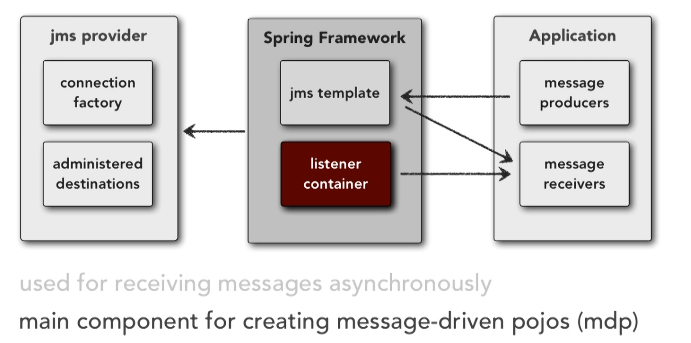 jms provider
connection
factory
administered
destinations
Spring Framework
jms template
listener
container
Application
message
producers
message
receivers
used for receiving messages asynchronously
main component for creating message-driven pojos (mdp)